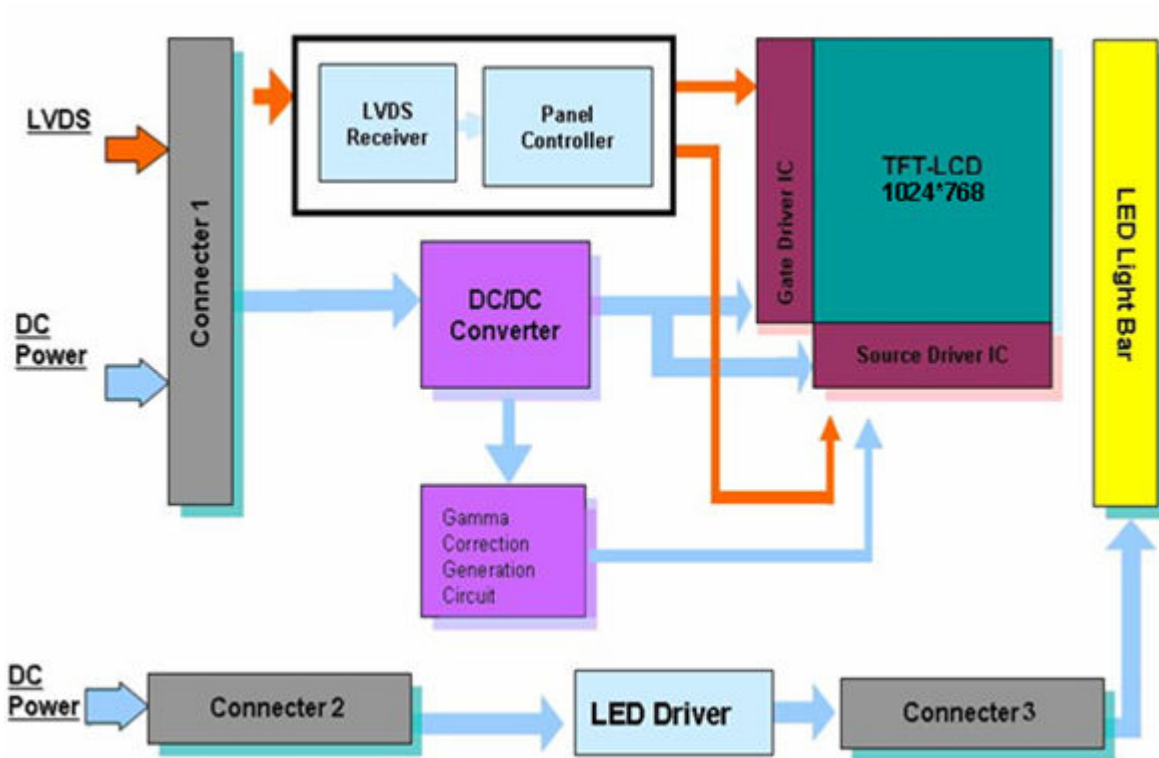 LVDS
DC
Power
Connecter 1
LVDS
Receiver
Panel
Controller
DC/DC
Converter
Gamma
Correction
Generation
Circuit
Gate Driver IC
TFT-LCD
1024*768
Source Driver IC
LED Light Bar
DC
Power
Connecter 2
LED Driver
Connecter 3